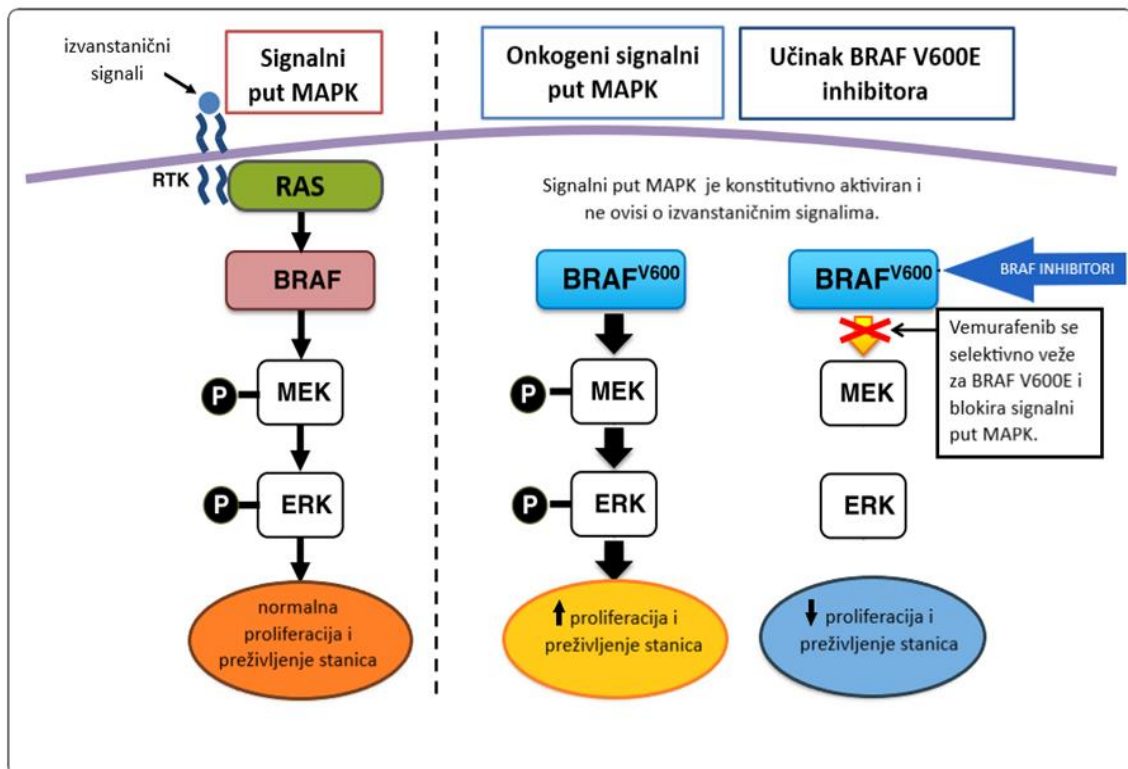 izvanstanični
signali
Signalni
put MAPK
RTK
RAS
BRAF
P
MEK
P
ERK
normalna
proliferacija i
preživljenje stanica
Onkogeni signalni
put MAPK
Učinak BRAF V600E
inhibitora
Signalni put MAPK je konstitutivno aktiviran i
ne ovisi o izvanstaničnim signalima.
BRAFV600
P
MEK
P
ERK
proliferacija i
preživljenje stanica
BRAFV600
BRAF INHIBITORI
Vemurafenib se
selektivno veže
za BRAF V600E i
blokira signalni
put MAPK.
MEK
ERK
proliferacija i
preživljenje stanica